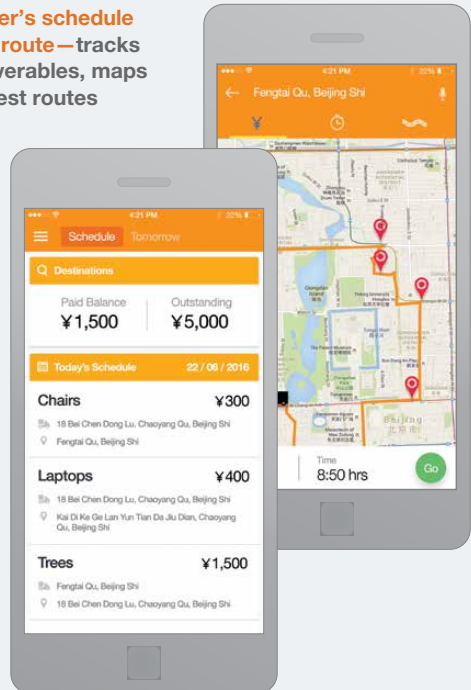 er's schedule
route—tracks
verables, maps
est routes
4:21 PM
22%
Fengtai Qu, Beijing Shi
¥
Beijing
北京市
Time
8:50 hrs
Go
4:21 PM
22%
Schedule Tomorrow
Destinations
Paid Balance Outstanding
¥1,500 ¥5,000
Today's Schedule 22 / 06 / 2016
Chairs ¥300
18 Bei Chen Dong Lu, Chaoyang Qu, Beijing Shi
Fengtai Qu, Beijing Shi
Laptops ¥400
18 Bei Chen Dong Lu, Chaoyang Qu, Beijing Shi
Kai Di Ke Ge Lan Yun Tian Da Jiu Dian, Chaoyang
Qu, Beijing Shi
Trees ¥1,500
Fengtai Qu, Beijing Shi
18 Bei Chen Dong Lu, Chaoyang Qu, Beijing Shi